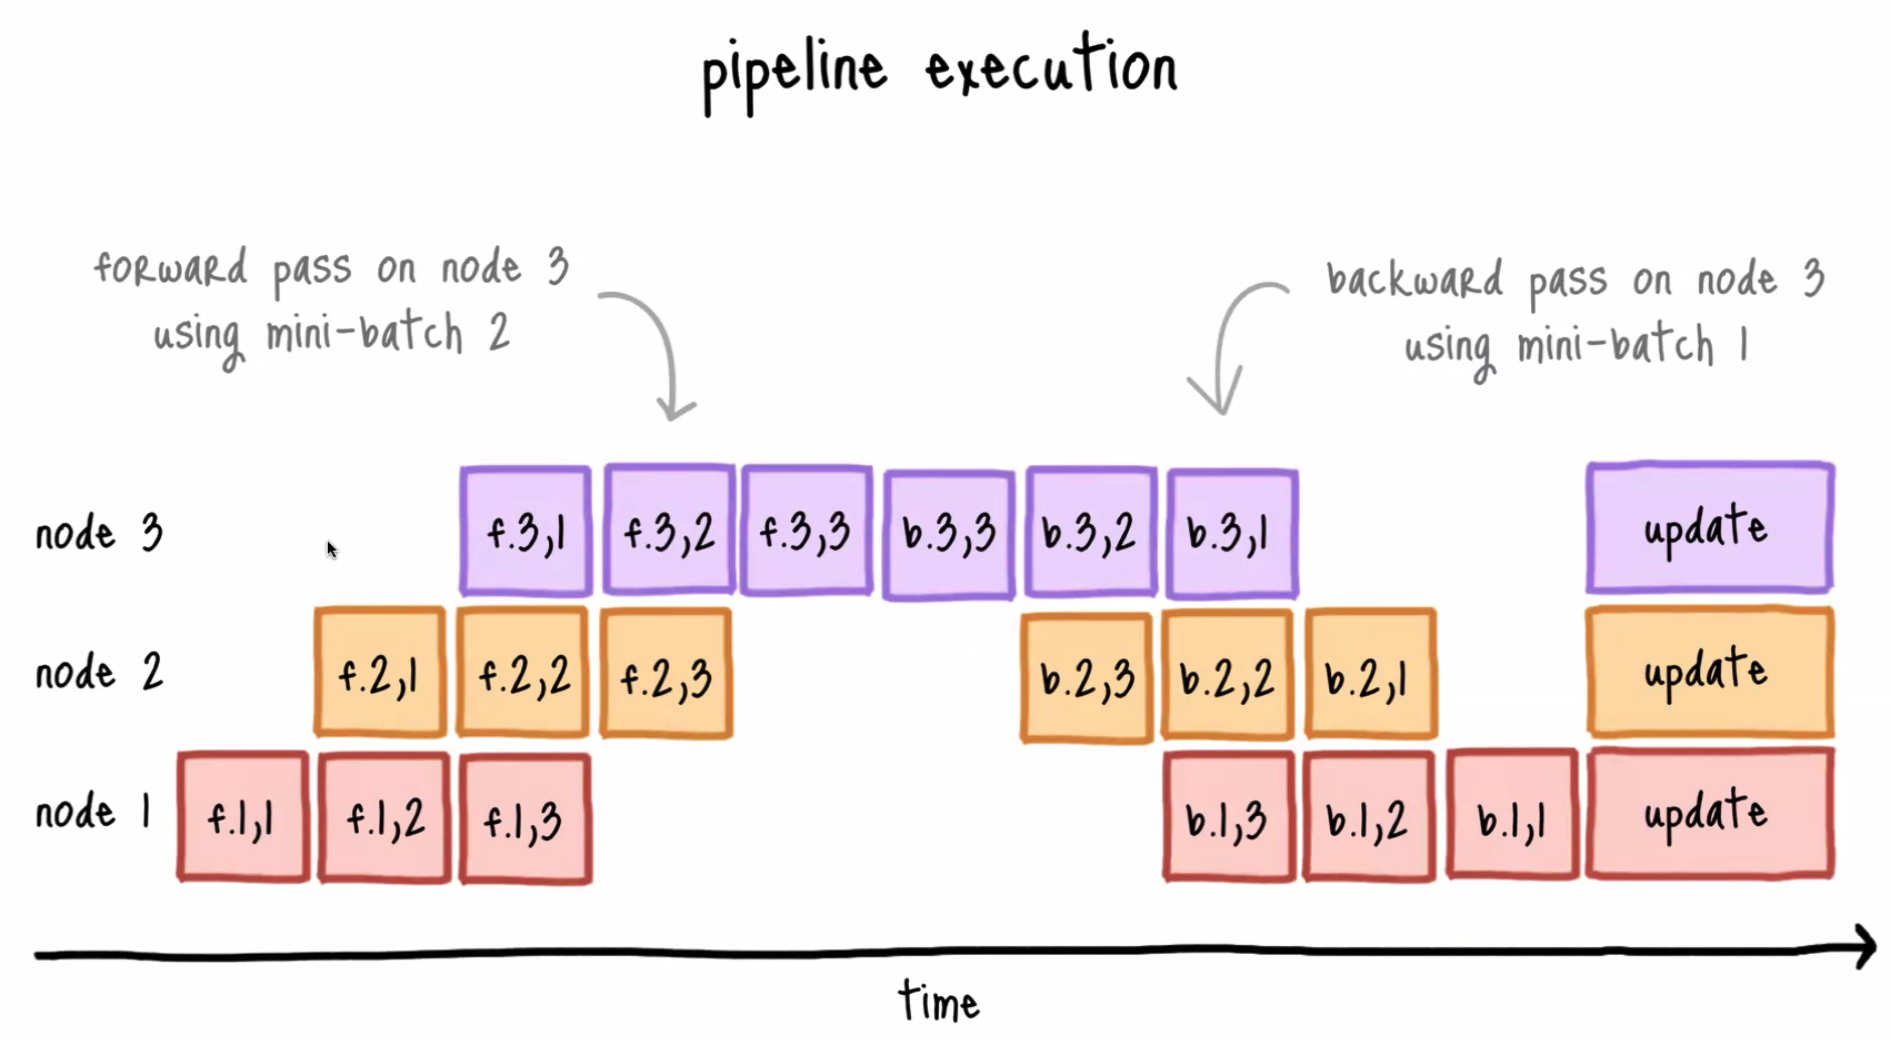 pipeline execution
forward pass on node 3
using mini-batch 2
backward pass on node 3
using mini-batch 1
node 3 f.3,1 f.3,2 f.3,3 b.3,3 b.3,2 b.3,1 update
node 2 f.2,1 f.2,2 f.2,3 b.2,3 b.2,2 b.2,1 update
node 1 f.1,1 f.1,2 f.1,3 b.1,3 b.1,2 b.1,1 update
time